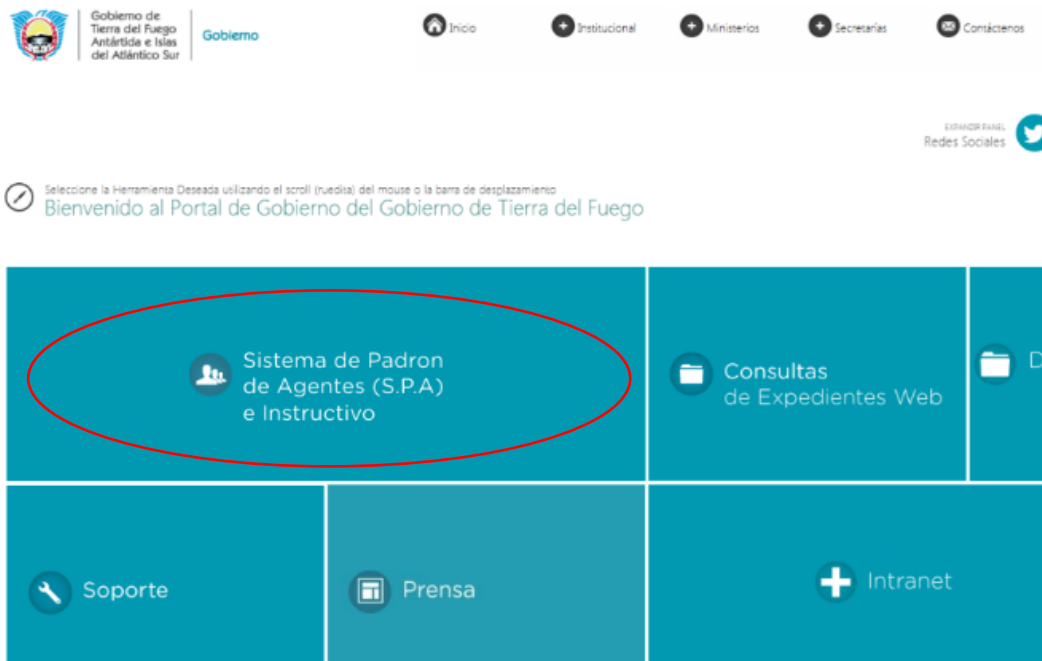 Gobierno de
Tierra del Fuego
Antártida e Islas
del Atlántico Sur
Gobierno
Inicio
Institucional
Ministerios
Secretarías
Contáctenos
EXPANDIR PANEL
Redes Sociales
Seleccione la Herramienta Deseada utilizando el scroll (ruedita) del mouse o la barra de desplazamiento
Bienvenido al Portal de Gobierno del Gobierno de Tierra del Fuego
Sistema de Padron
de Agentes (S.P.A)
e Instructivo
Consultas
de Expedientes Web
D
Soporte
Prensa
Intranet